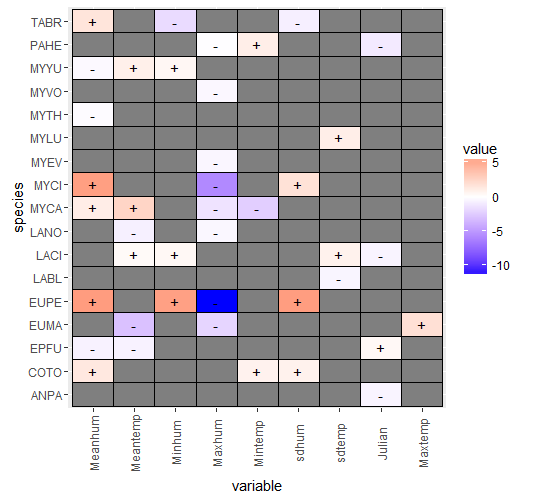 TABR + - -
PAHE - + -
MYYU - + +
MYVO -
MYTH -
MYLU +
MYEV -
MYCI + - +
MYCA + + - -
LANO - -
LACI + + + -
LABL -
EUPE + + - +
EUMA - - +
EPFU - - +
COTO + + +
ANPA -
species
Meanhum Meantemp Minhum Maxhum Mintemp sdhum sdtemp Julian Maxtemp
variable
value
5
0
-5
-10